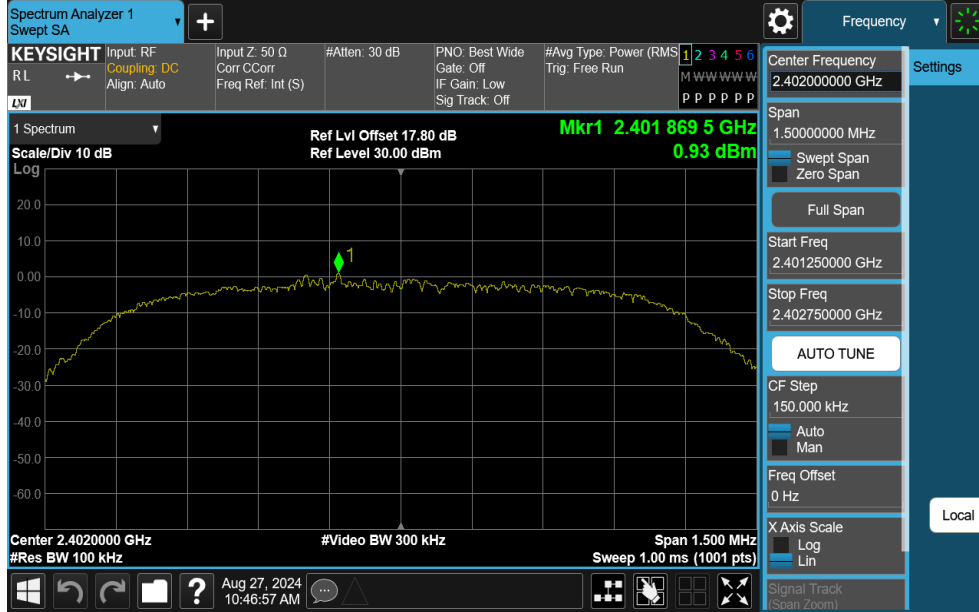 Spectrum Analyzer 1
Swept SA
+
Frequency
KEYSIGHT
RL
LXI
Input: RF
Coupling: DC
Align: Auto
Input Z: 50 Ω
Corr CCorr
Freq Ref: Int (S)
#Atten: 30 dB
PNO: Best Wide
Gate: Off
IF Gain: Low
Sig Track: Off
#Avg Type: Power (RMS
Trig: Free Run
1 2 3 4 5 6
M W W W W W
P P P P P P
1 Spectrum
Scale/Div 10 dB
Log
Ref Lvl Offset 17.80 dB
Ref Level 30.00 dBm
Mkr1 2.401 869 5 GHz
0.93 dBm
20.0
10.0
0.00
-10.0
-20.0
-30.0
-40.0
-50.0
-60.0
1
Center 2.4020000 GHz
#Res BW 100 kHz
#Video BW 300 kHz
Span 1.500 MHz
Sweep 1.00 ms (1001 pts)
?
Aug 27, 2024
10:46:57 AM
Center Frequency
2.402000000 GHz
Span
1.50000000 MHz
Swept Span
Zero Span
Full Span
Start Freq
2.401250000 GHz
Stop Freq
2.402750000 GHz
AUTO TUNE
CF Step
150.000 kHz
Auto
Man
Freq Offset
0 Hz
X Axis Scale
Log
Lin
Signal Track
(Span Zoom)
Settings
Local